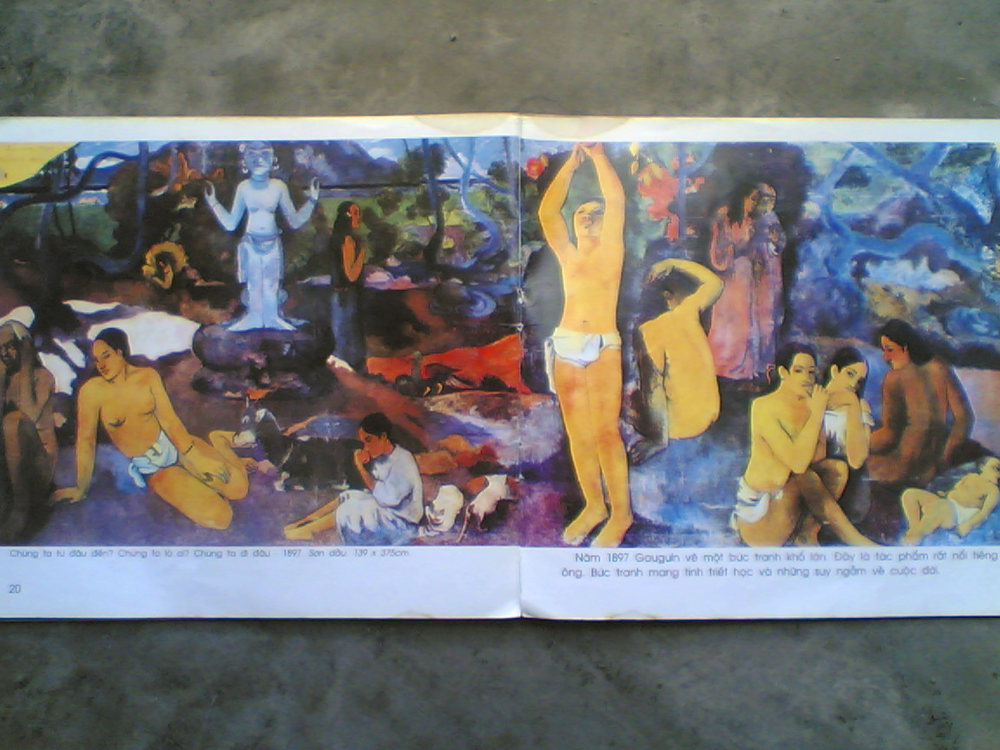 Chúng ta từ đâu đến? Chúng ta là ai? Chúng ta đi đâu - 1897 Sơn dầu. 139 x 375cm
20
Năm 1897 Gauguin vẽ một bức tranh khổ lớn. Đây là tác phẩm rất nổi tiếng
ông. Bức tranh mang tính triết học và những suy ngẫm về cuộc đời.